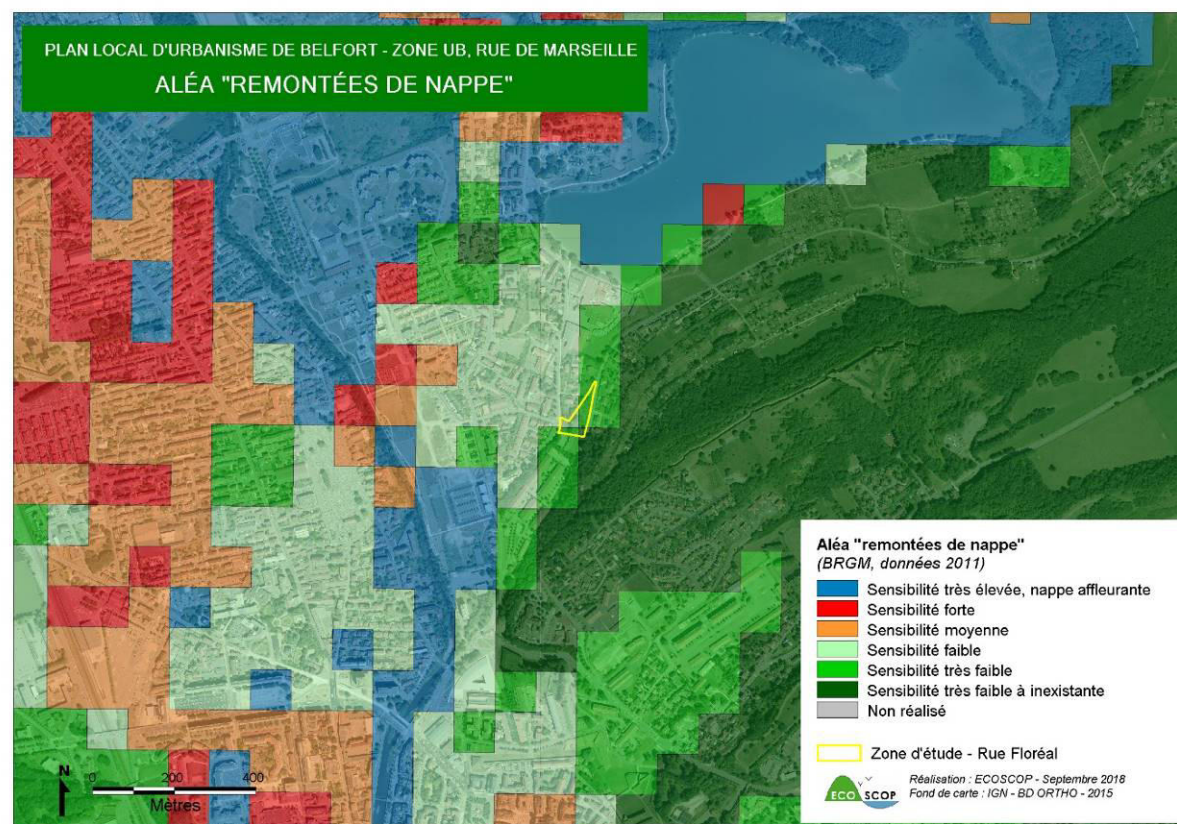 PLAN LOCAL D'URBANISME DE BELFORT - ZONE UB, RUE DE MARSEILLE
ALÉA "REMONTÉES DE NAPPE"
Aléa "remontées de nappe"
(BRGM, données 2011)
Sensibilité très élevée, nappe affleurante
Sensibilité forte
Sensibilité moyenne
Sensibilité faible
Sensibilité très faible
Sensibilité très faible à inexistante
Non réalisé
Zone d'étude - Rue Floréal
Réalisation : ECOSCOP - Septembre 2018
Fond de carte : IGN - BD ORTHO - 2015
ECO SCOP
N
0 200 400
Mètres